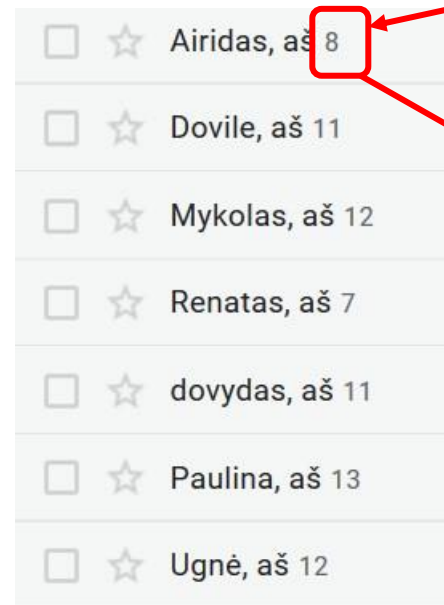 Airidas, aš 8
Dovile, aš 11
Mykolas, aš 12
Renatas, aš 7
dovydas, aš 11
Paulina, aš 13
Ugnė, aš 12